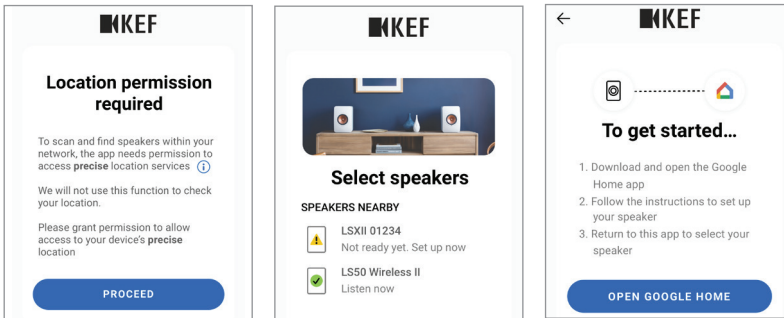 KEF
Location permission
required
To scan and find speakers within your
network, the app needs permission to
access precise location services
We will not use this function to check
your location.
Please grant permission to allow
access to your device's precise
location
PROCEED
KEF
Select speakers
SPEAKERS NEARBY
LSXII 01234
Not ready yet. Set up now
LS50 Wireless II
Listen now
KEF
To get started...
1. Download and open the Google
Home app
2. Follow the instructions to set up
your speaker
3. Return to this app to select your
speaker
OPEN GOOGLE HOME